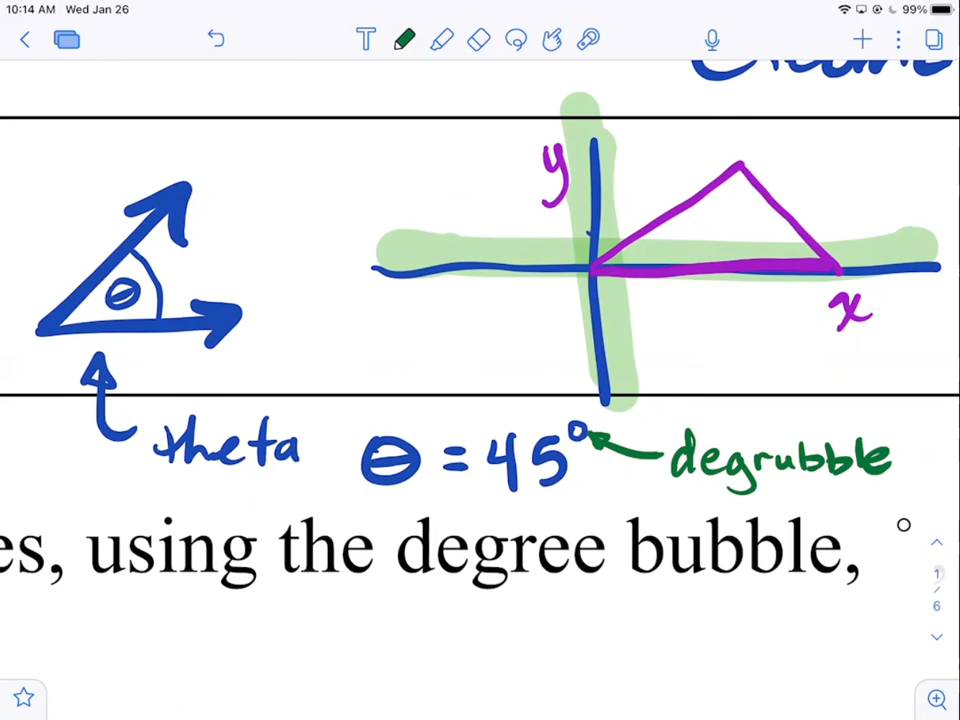 10:14 AM Wed Jan 26
99%
T
y
θ
x
theta
θ = 45°
degrubble
es, using the degree bubble, °
1
/
6